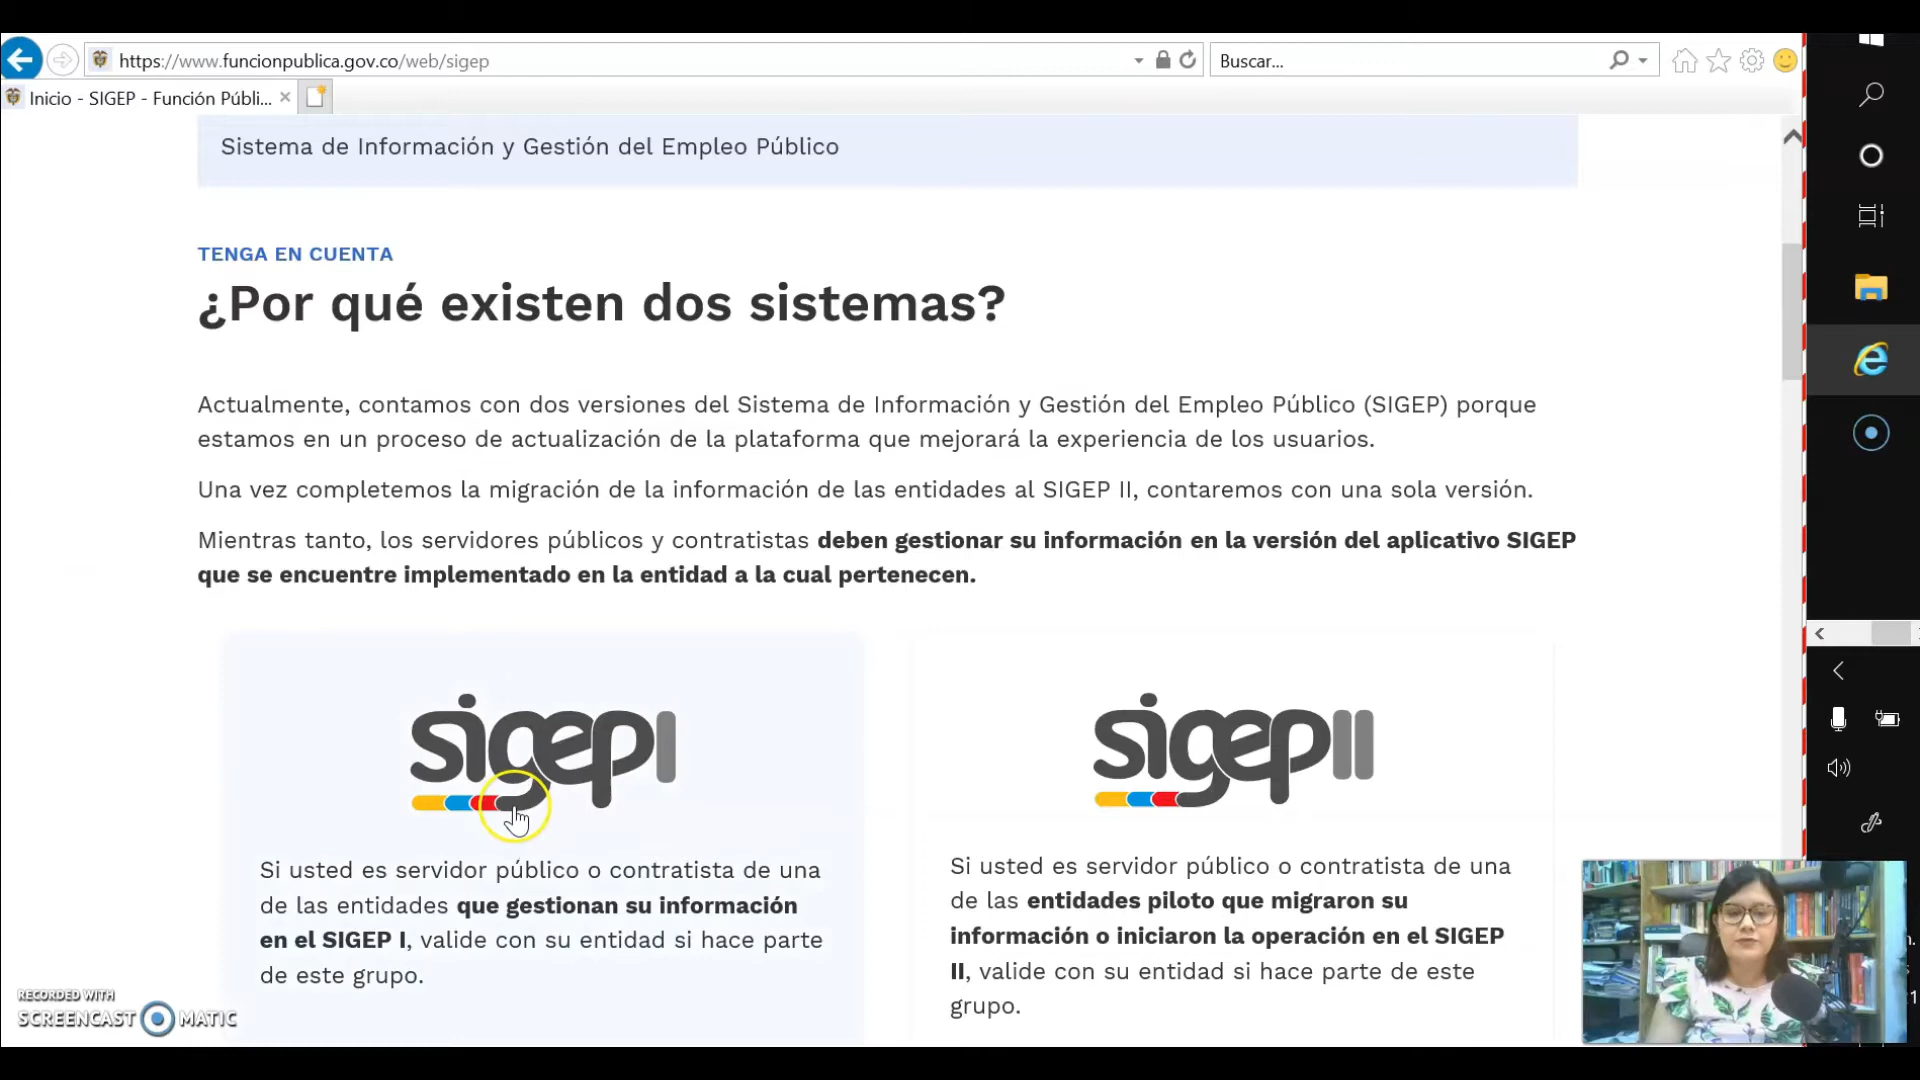 https://www.funcionpublica.gov.co/web/sigep
Buscar...
Inicio - SIGEP - Función Públi...
Sistema de Información y Gestión del Empleo Público
TENGA EN CUENTA
¿Por qué existen dos sistemas?
Actualmente, contamos con dos versiones del Sistema de Información y Gestión del Empleo Público (SIGEP) porque
estamos en un proceso de actualización de la plataforma que mejorará la experiencia de los usuarios.
Una vez completemos la migración de la información de las entidades al SIGEP II, contaremos con una sola versión.
Mientras tanto, los servidores públicos y contratistas deben gestionar su información en la versión del aplicativo SIGEP
que se encuentre implementado en la entidad a la cual pertenecen.
sigep I
Si usted es servidor público o contratista de una
de las entidades que gestionan su información
en el SIGEP I, valide con su entidad si hace parte
de este grupo.
sigep II
Si usted es servidor público o contratista de una
de las entidades piloto que migraron su
información o iniciaron la operación en el SIGEP
II, valide con su entidad si hace parte de este
grupo.
RECORDED WITH
SCREENCAST MATIC